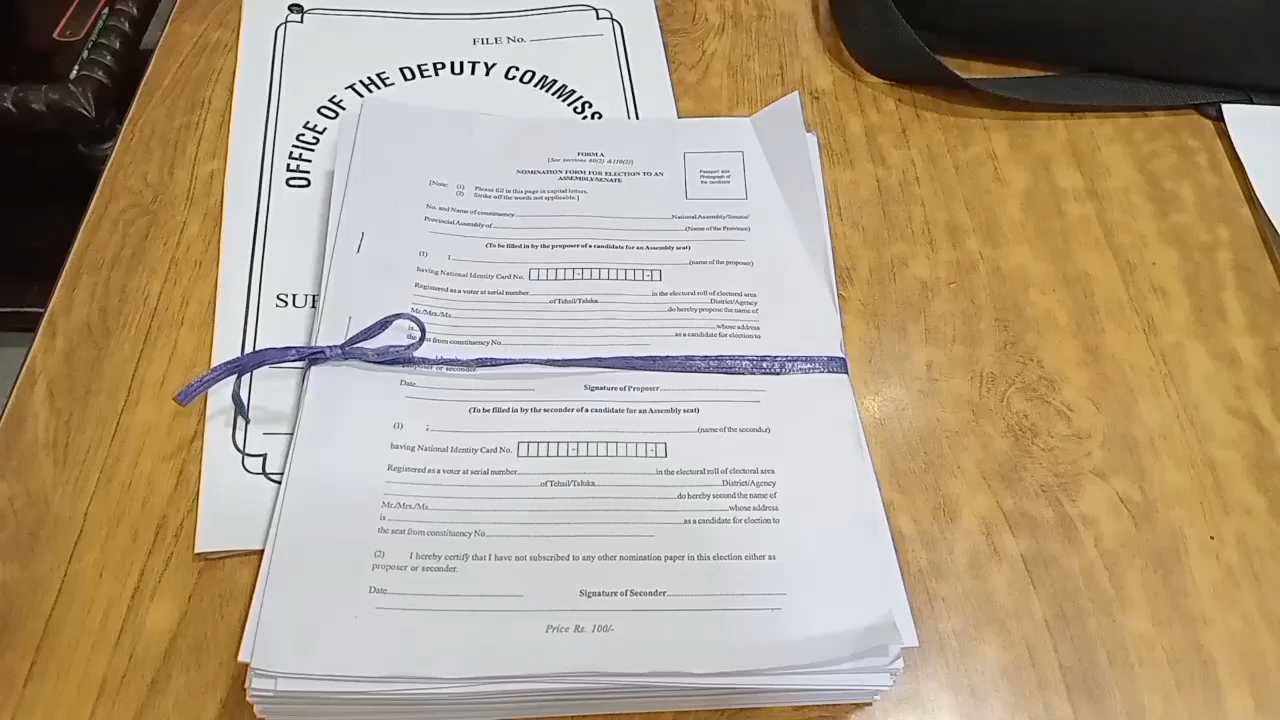 FILE No.
OFFICE OF THE DEPUTY COMMISS
SUP
FORM A
[See sections 60(2) &110(2)]
NOMINATION FORM FOR ELECTION TO AN
ASSEMBLY/SENATE
Passport size
Photograph of
the candidate
[Note: (1) Please fill in this page in capital letters.
(2) Strike off the words not applicable.]
No. and Name of constituency National Assembly/Senate/
Provincial Assembly of (Name of the Province)
(To be filled in by the proposer of a candidate for an Assembly seat)
(1) I (name of the proposer)
having National Identity Card No. - -
Registered as a voter at serial number in the electoral roll of electoral area
of Tehsil/Taluka District/Agency
do hereby propose the name of
Mr./Mrs./Ms. whose address
is as a candidate for election to
the seat from constituency No.
I hereby
proposer or seconder.
Date Signature of Proposer
(To be filled in by the seconder of a candidate for an Assembly seat)
(1) (name of the seconder)
having National Identity Card No. - -
Registered as a voter at serial number in the electoral roll of electoral area
of Tehsil/Taluka District/Agency
do hereby second the name of
Mr./Mrs./Ms. whose address
is as a candidate for election to
the seat from constituency No.
(2) I hereby certify that I have not subscribed to any other nomination paper in this election either as
proposer or seconder.
Date Signature of Seconder
Price Rs. 100/-